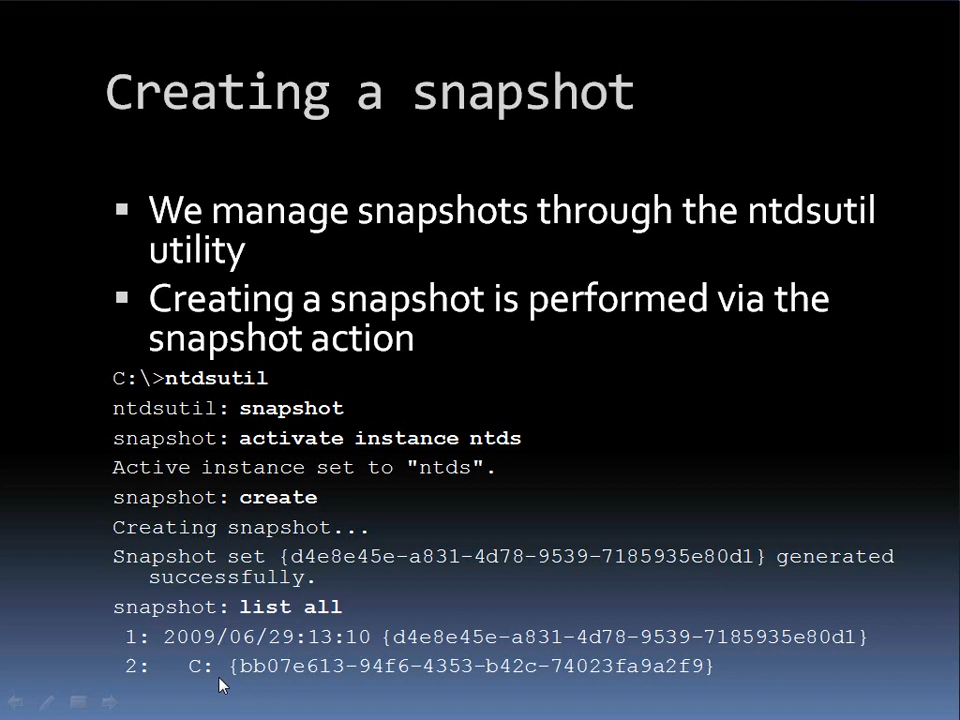 Creating a snapshot
We manage snapshots through the ntdsutil
utility
Creating a snapshot is performed via the
snapshot action
C:\>ntdsutil
ntdsutil: snapshot
snapshot: activate instance ntds
Active instance set to "ntds".
snapshot: create
Creating snapshot...
Snapshot set {d4e8e45e-a831-4d78-9539-7185935e80d1} generated
successfully.
snapshot: list all
1: 2009/06/29:13:10 {d4e8e45e-a831-4d78-9539-7185935e80d1}
2: C: {bb07e613-94f6-4353-b42c-74023fa9a2f9}